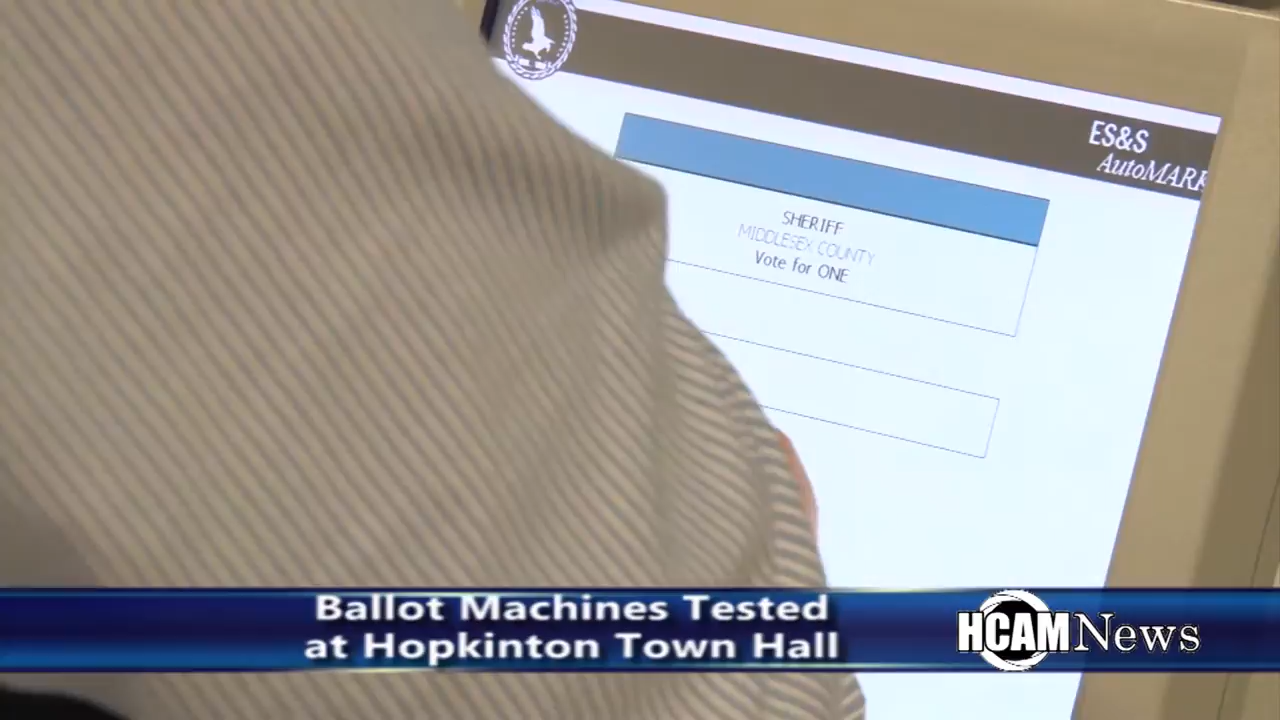 ES&S
AutoMARK
SHERIFF
MIDDLESEX COUNTY
Vote for ONE
Ballot Machines Tested
at Hopkinton Town Hall
HCAM News